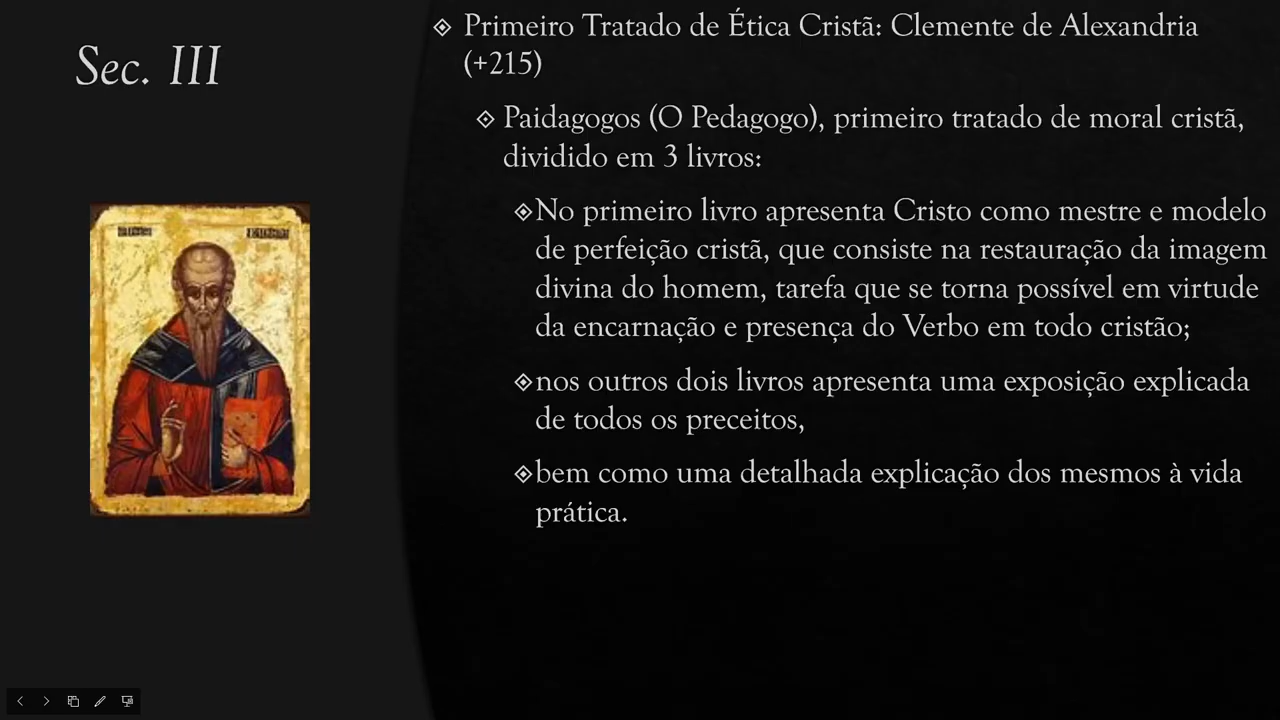 Sec. III
Primeiro Tratado de Ética Cristã: Clemente de Alexandria
(+215)
Paidagogos (O Pedagogo), primeiro tratado de moral cristã,
dividido em 3 livros:
No primeiro livro apresenta Cristo como mestre e modelo
de perfeição cristã, que consiste na restauração da imagem
divina do homem, tarefa que se torna possível em virtude
da encarnação e presença do Verbo em todo cristão;
nos outros dois livros apresenta uma exposição explicada
de todos os preceitos,
bem como uma detalhada explicação dos mesmos à vida
prática.